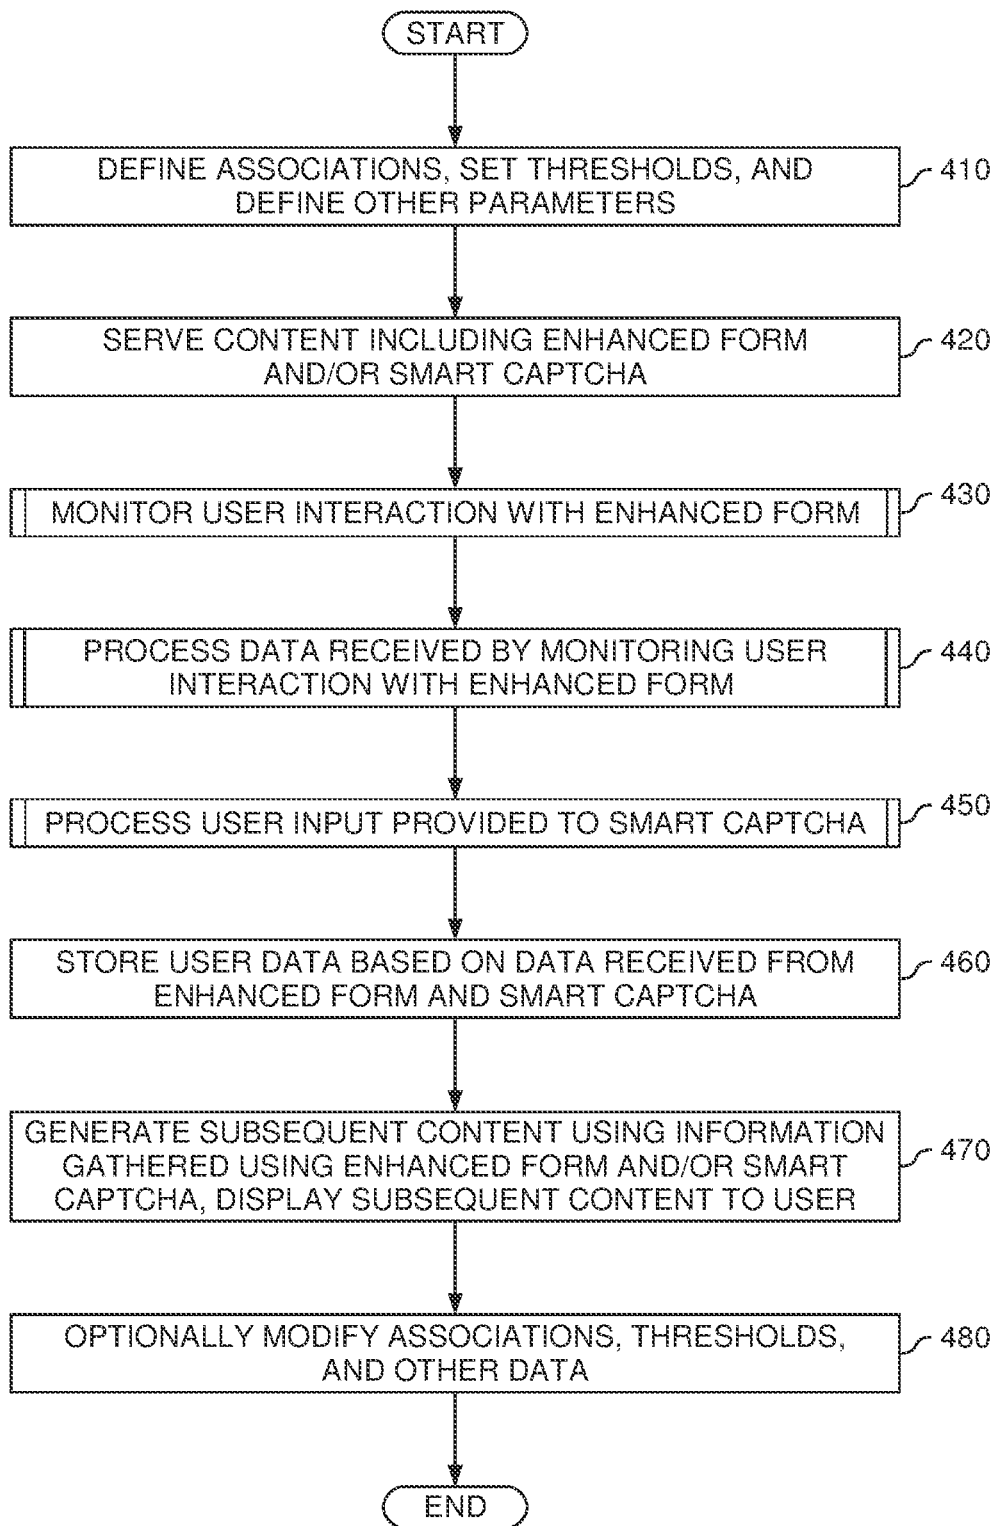 START
DEFINE ASSOCIATIONS, SET THRESHOLDS, AND
DEFINE OTHER PARAMETERS
410
SERVE CONTENT INCLUDING ENHANCED FORM
AND/OR SMART CAPTCHA
420
MONITOR USER INTERACTION WITH ENHANCED FORM
430
PROCESS DATA RECEIVED BY MONITORING USER
INTERACTION WITH ENHANCED FORM
440
PROCESS USER INPUT PROVIDED TO SMART CAPTCHA
450
STORE USER DATA BASED ON DATA RECEIVED FROM
ENHANCED FORM AND SMART CAPTCHA
460
GENERATE SUBSEQUENT CONTENT USING INFORMATION
GATHERED USING ENHANCED FORM AND/OR SMART
CAPTCHA, DISPLAY SUBSEQUENT CONTENT TO USER
470
OPTIONALLY MODIFY ASSOCIATIONS, THRESHOLDS,
AND OTHER DATA
480
END